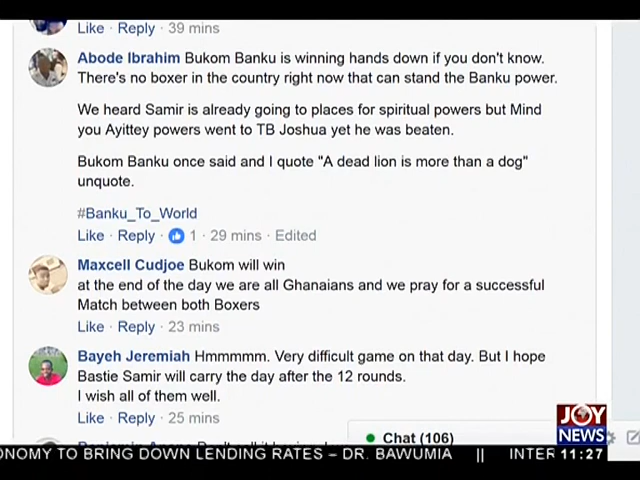 Like · Reply · 39 mins
Abode Ibrahim Bukom Banku is winning hands down if you don't know.
There's no boxer in the country right now that can stand the Banku power.
We heard Samir is already going to places for spiritual powers but Mind
you Ayittey powers went to TB Joshua yet he was beaten.
Bukom Banku once said and I quote "A dead lion is more than a dog"
unquote.
#Banku_To_World
Like · Reply · 1 · 29 mins · Edited
Maxcell Cudjoe Bukom will win
at the end of the day we are all Ghanaians and we pray for a successful
Match between both Boxers
Like · Reply · 23 mins
Bayeh Jeremiah Hmmmmm. Very difficult game on that day. But I hope
Bastie Samir will carry the day after the 12 rounds.
I wish all of them well.
Like · Reply · 25 mins
Chat (106)
JOY
NEWS
ONOMY TO BRING DOWN LENDING RATES – DR. BAWUMIA || INTER 11:27